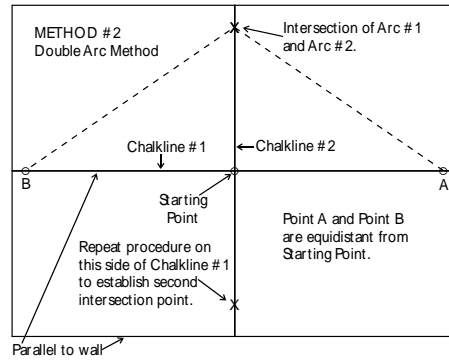 METHOD #2
Double Arc Method
X
Intersection of Arc #1
and Arc #2.
Chalkline #1
Chalkline #2
B
A
Starting
Point
Point A and Point B
are equidistant from
Starting Point.
Repeat procedure on
this side of Chalkline #1
to establish second
intersection point.
X
Parallel to wall